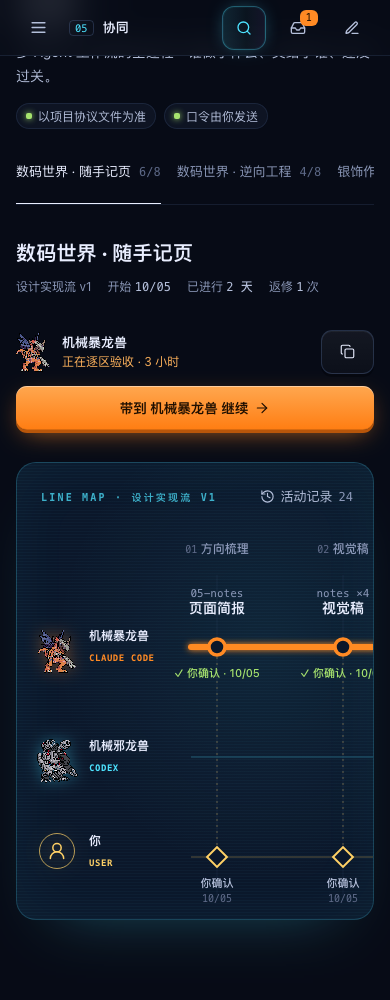 05 协同
1
过关。
以项目协议文件为准 口令由你发送
数码世界 · 随手记页 6/8 数码世界 · 逆向工程 4/8 银饰作
数码世界 · 随手记页
设计实现流 v1 开始 10/05 已进行 2 天 返修 1 次
机械暴龙兽
正在逐区验收 · 3 小时
带到 机械暴龙兽 继续 →
LINE MAP · 设计实现流 V1 活动记录 24
01 方向梳理 02 视觉稿
05-notes notes ×4
页面简报 视觉稿
机械暴龙兽
CLAUDE CODE
✓ 你确认 · 10/05 ✓ 你确认 · 10/0
机械邪龙兽
CODEX
你
USER
你确认 你确认
10/05 10/05